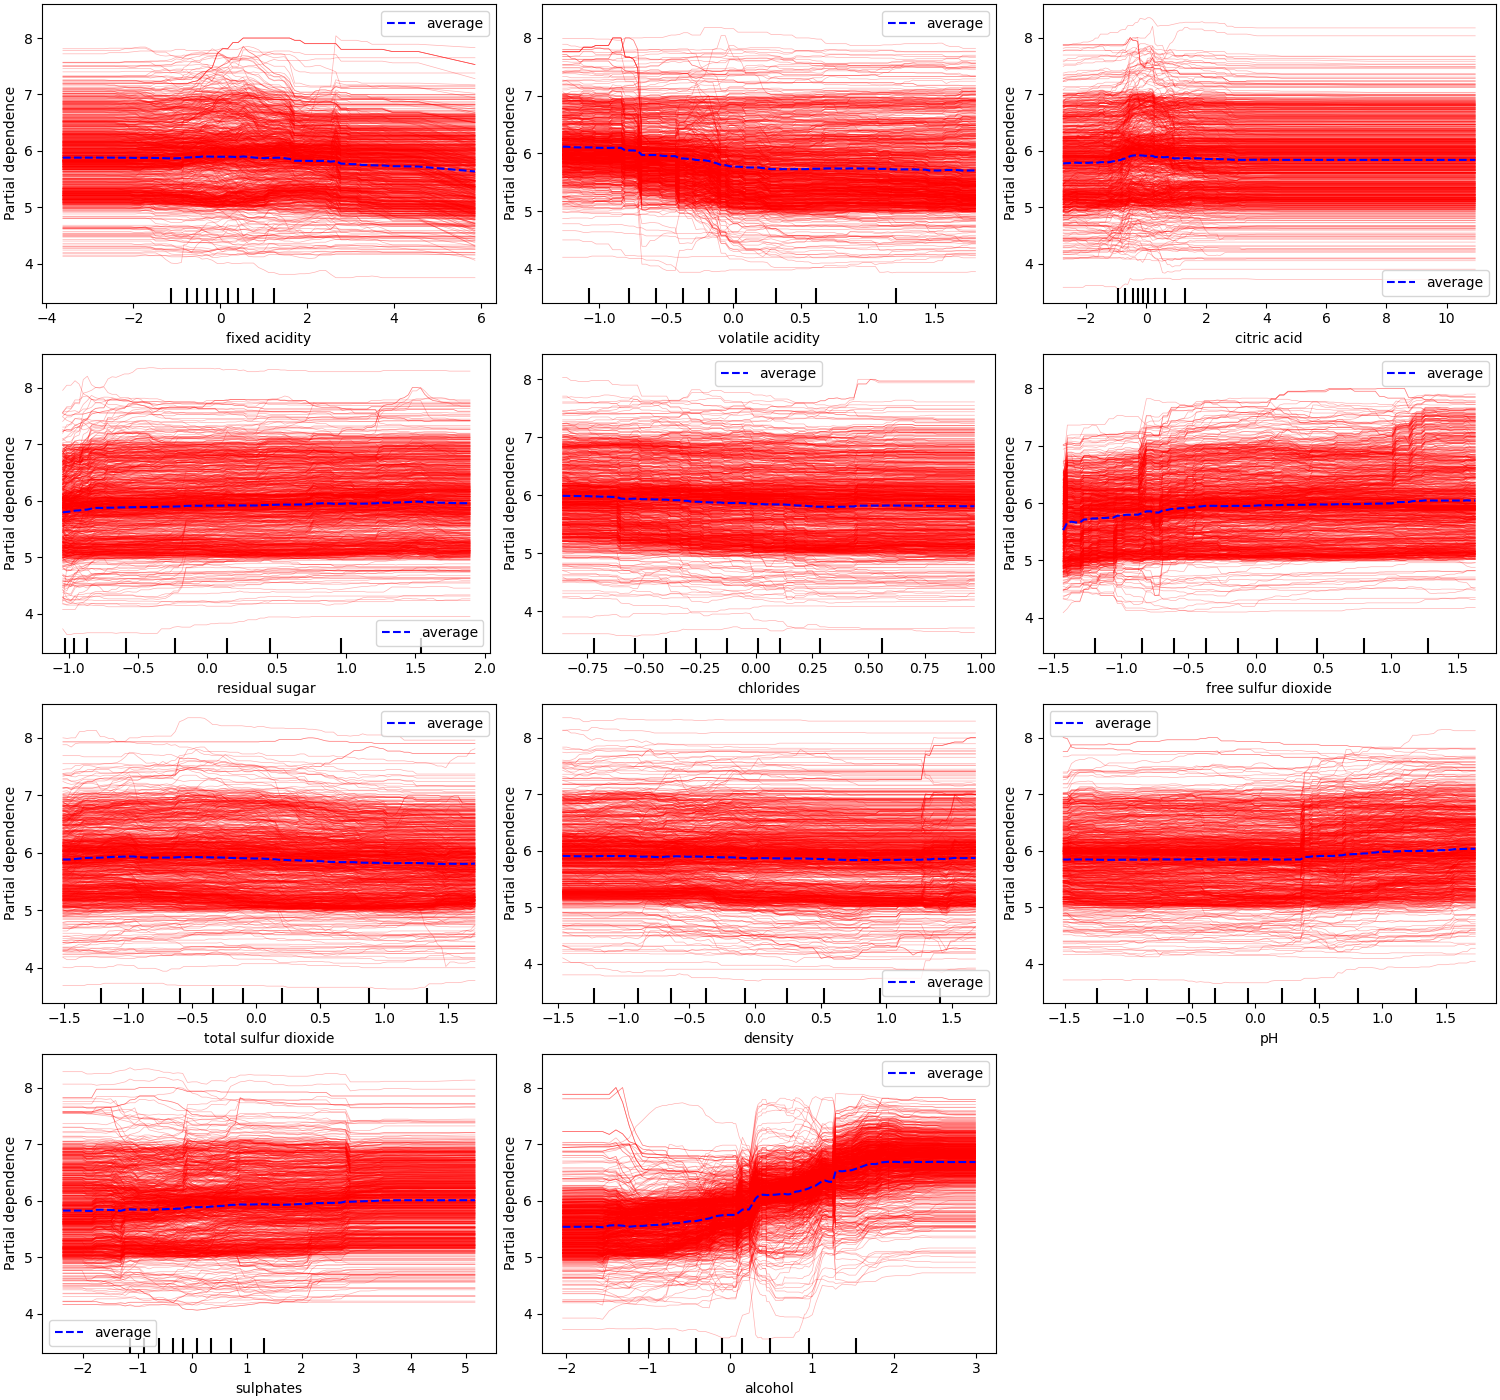 average
Partial dependence
8
7
6
5
4
−4 −2 0 2 4 6
fixed acidity
average
Partial dependence
8
7
6
5
4
−1.0 −0.5 0.0 0.5 1.0 1.5
volatile acidity
average
Partial dependence
8
7
6
5
4
−2 0 2 4 6 8 10
citric acid
average
Partial dependence
8
7
6
5
4
−1.0 −0.5 0.0 0.5 1.0 1.5 2.0
residual sugar
average
Partial dependence
8
7
6
5
4
−0.75 −0.50 −0.25 0.00 0.25 0.50 0.75 1.00
chlorides
average
Partial dependence
8
7
6
5
4
−1.5 −1.0 −0.5 0.0 0.5 1.0 1.5
free sulfur dioxide
average
Partial dependence
8
7
6
5
4
−1.5 −1.0 −0.5 0.0 0.5 1.0 1.5
total sulfur dioxide
average
Partial dependence
8
7
6
5
4
−1.5 −1.0 −0.5 0.0 0.5 1.0 1.5
density
average
Partial dependence
8
7
6
5
4
−1.5 −1.0 −0.5 0.0 0.5 1.0 1.5
pH
average
Partial dependence
8
7
6
5
4
−2 −1 0 1 2 3 4 5
sulphates
average
Partial dependence
8
7
6
5
4
−2 −1 0 1 2 3
alcohol